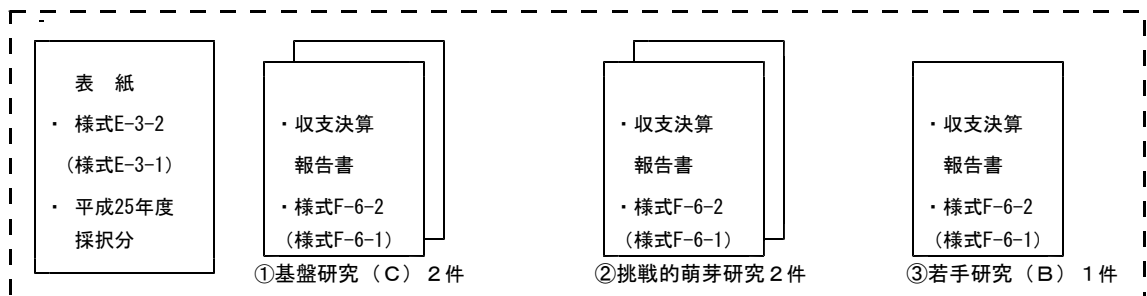 表 紙
・ 様式E-3-2
(様式E-3-1)
・ 平成25年度
採択分
・収支決算
報告書
・様式F-6-2
(様式F-6-1)
①基盤研究（C）2件
・収支決算
報告書
・様式F-6-2
(様式F-6-1)
②挑戦的萌芽研究2件
・収支決算
報告書
・様式F-6-2
(様式F-6-1)
③若手研究（B）1件